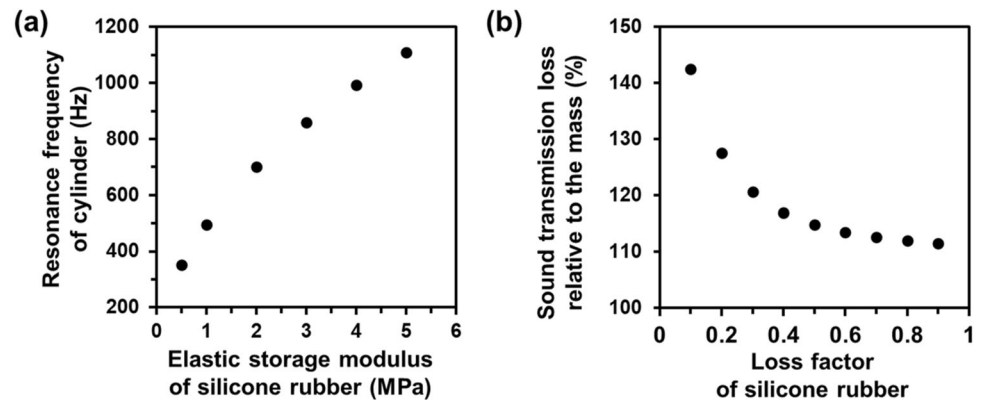 (a)
1200
1000
800
600
400
200
0
1
2
3
4
5
6
Resonance frequency
of cylinder (Hz)
Elastic storage modulus
of silicone rubber (MPa)
(b)
150
140
130
120
110
100
0
0.2
0.4
0.6
0.8
1
Sound transmission loss
relative to the mass (%)
Loss factor
of silicone rubber